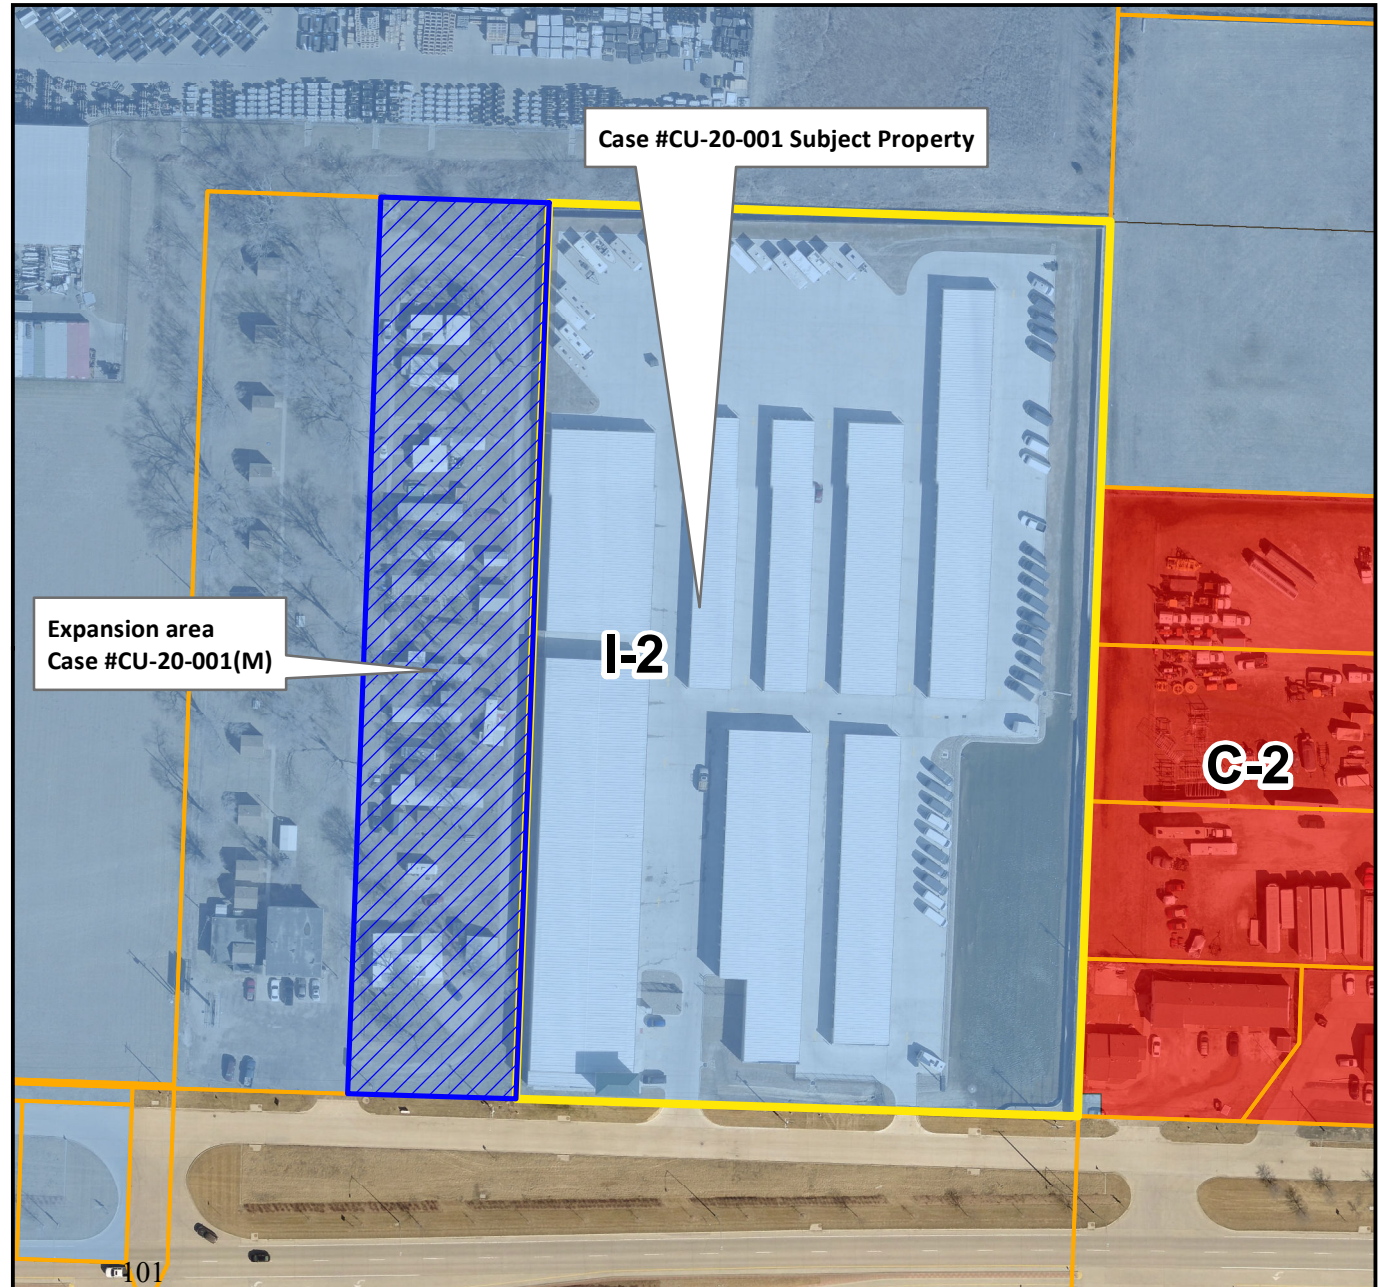 Case #CU-20-001 Subject Property
Expansion area
Case #CU-20-001(M)
I-2
C-2
101